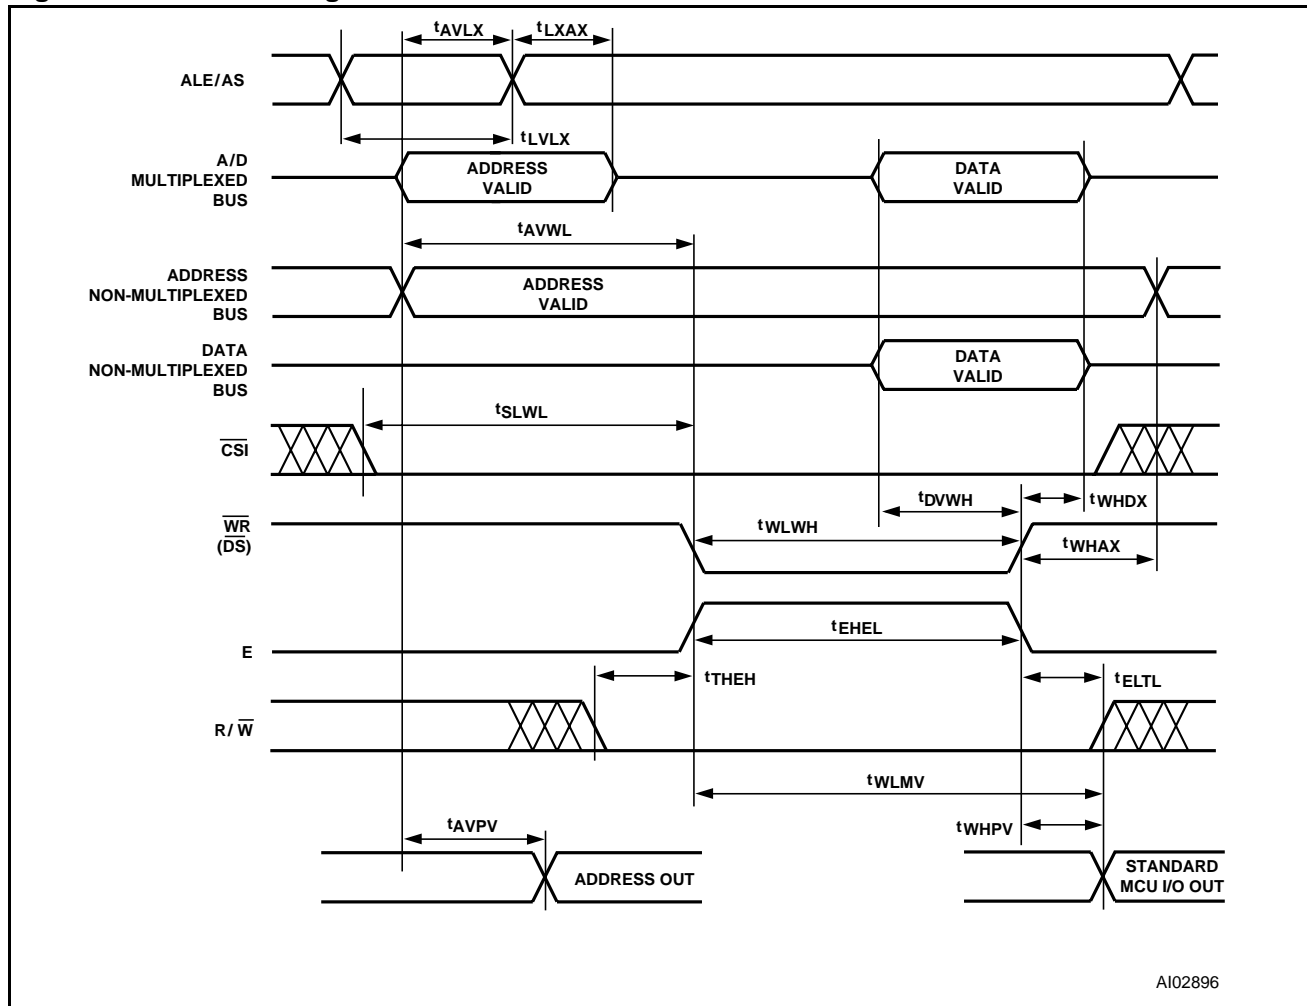 tAVLX
tLXAX
ALE/AS
tLVLX
A/D
MULTIPLEXED
BUS
ADDRESS
VALID
DATA
VALID
tAVWL
ADDRESS
NON-MULTIPLEXED
BUS
ADDRESS
VALID
DATA
NON-MULTIPLEXED
BUS
DATA
VALID
tSLWL
CSI
tDVWH
tWHDX
WR
(DS)
tWLWH
tWHAX
tEHEL
E
tTHEH
tELTL
R/W
tWLMV
tAVPV
tWHPV
ADDRESS OUT
STANDARD
MCU I/O OUT
AI02896